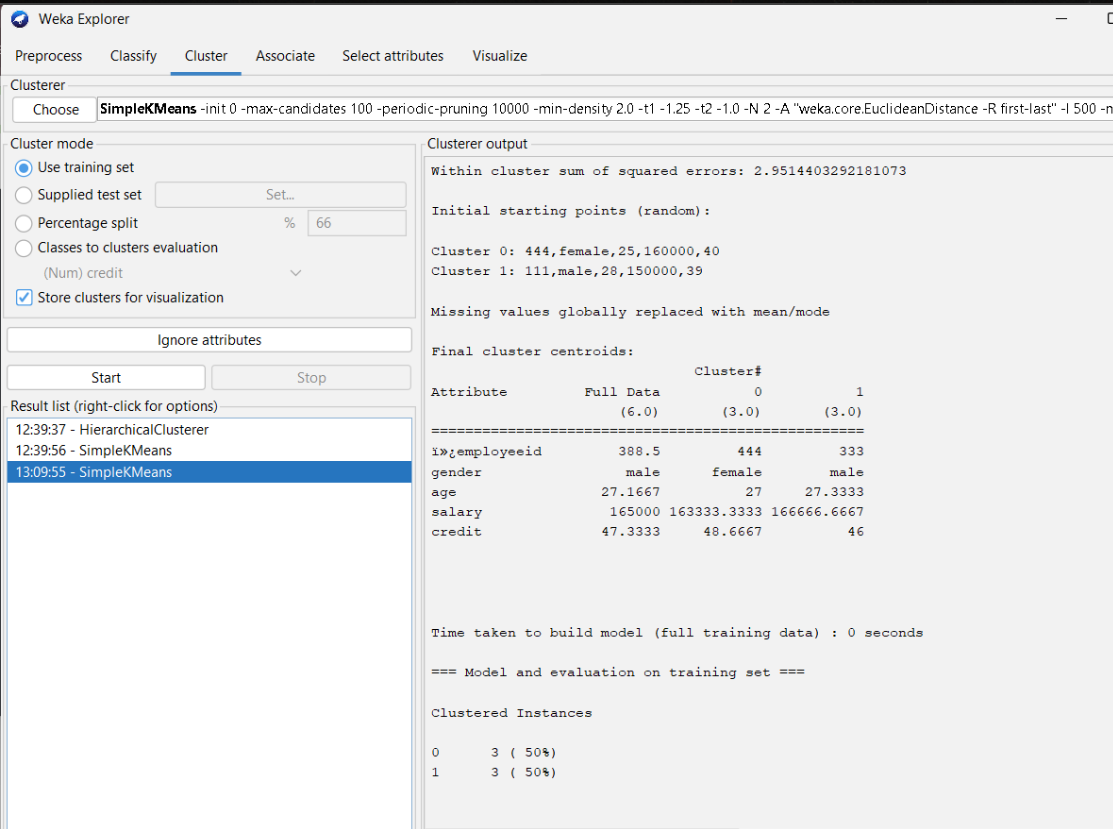 Weka Explorer
Preprocess Classify Cluster Associate Select attributes Visualize
Clusterer
Choose SimpleKMeans -init 0 -max-candidates 100 -periodic-pruning 10000 -min-density 2.0 -t1 -1.25 -t2 -1.0 -N 2 -A "weka.core.EuclideanDistance -R first-last" -I 500 -n
Cluster mode
Use training set
Supplied test set Set...
Percentage split % 66
Classes to clusters evaluation
(Num) credit
Store clusters for visualization
Ignore attributes
Start Stop
Result list (right-click for options)
12:39:37 - HierarchicalClusterer
12:39:56 - SimpleKMeans
13:09:55 - SimpleKMeans
Clusterer output
Within cluster sum of squared errors: 2.9514403292181073
Initial starting points (random):
Cluster 0: 444,female,25,160000,40
Cluster 1: 111,male,28,150000,39
Missing values globally replaced with mean/mode
Final cluster centroids:
Cluster#
Attribute Full Data 0 1
(6.0) (3.0) (3.0)
====================================================
ï»¿employeeid 388.5 444 333
gender male female male
age 27.1667 27 27.3333
salary 165000 163333.3333 166666.6667
credit 47.3333 48.6667 46
Time taken to build model (full training data) : 0 seconds
=== Model and evaluation on training set ===
Clustered Instances
0 3 ( 50%)
1 3 ( 50%)